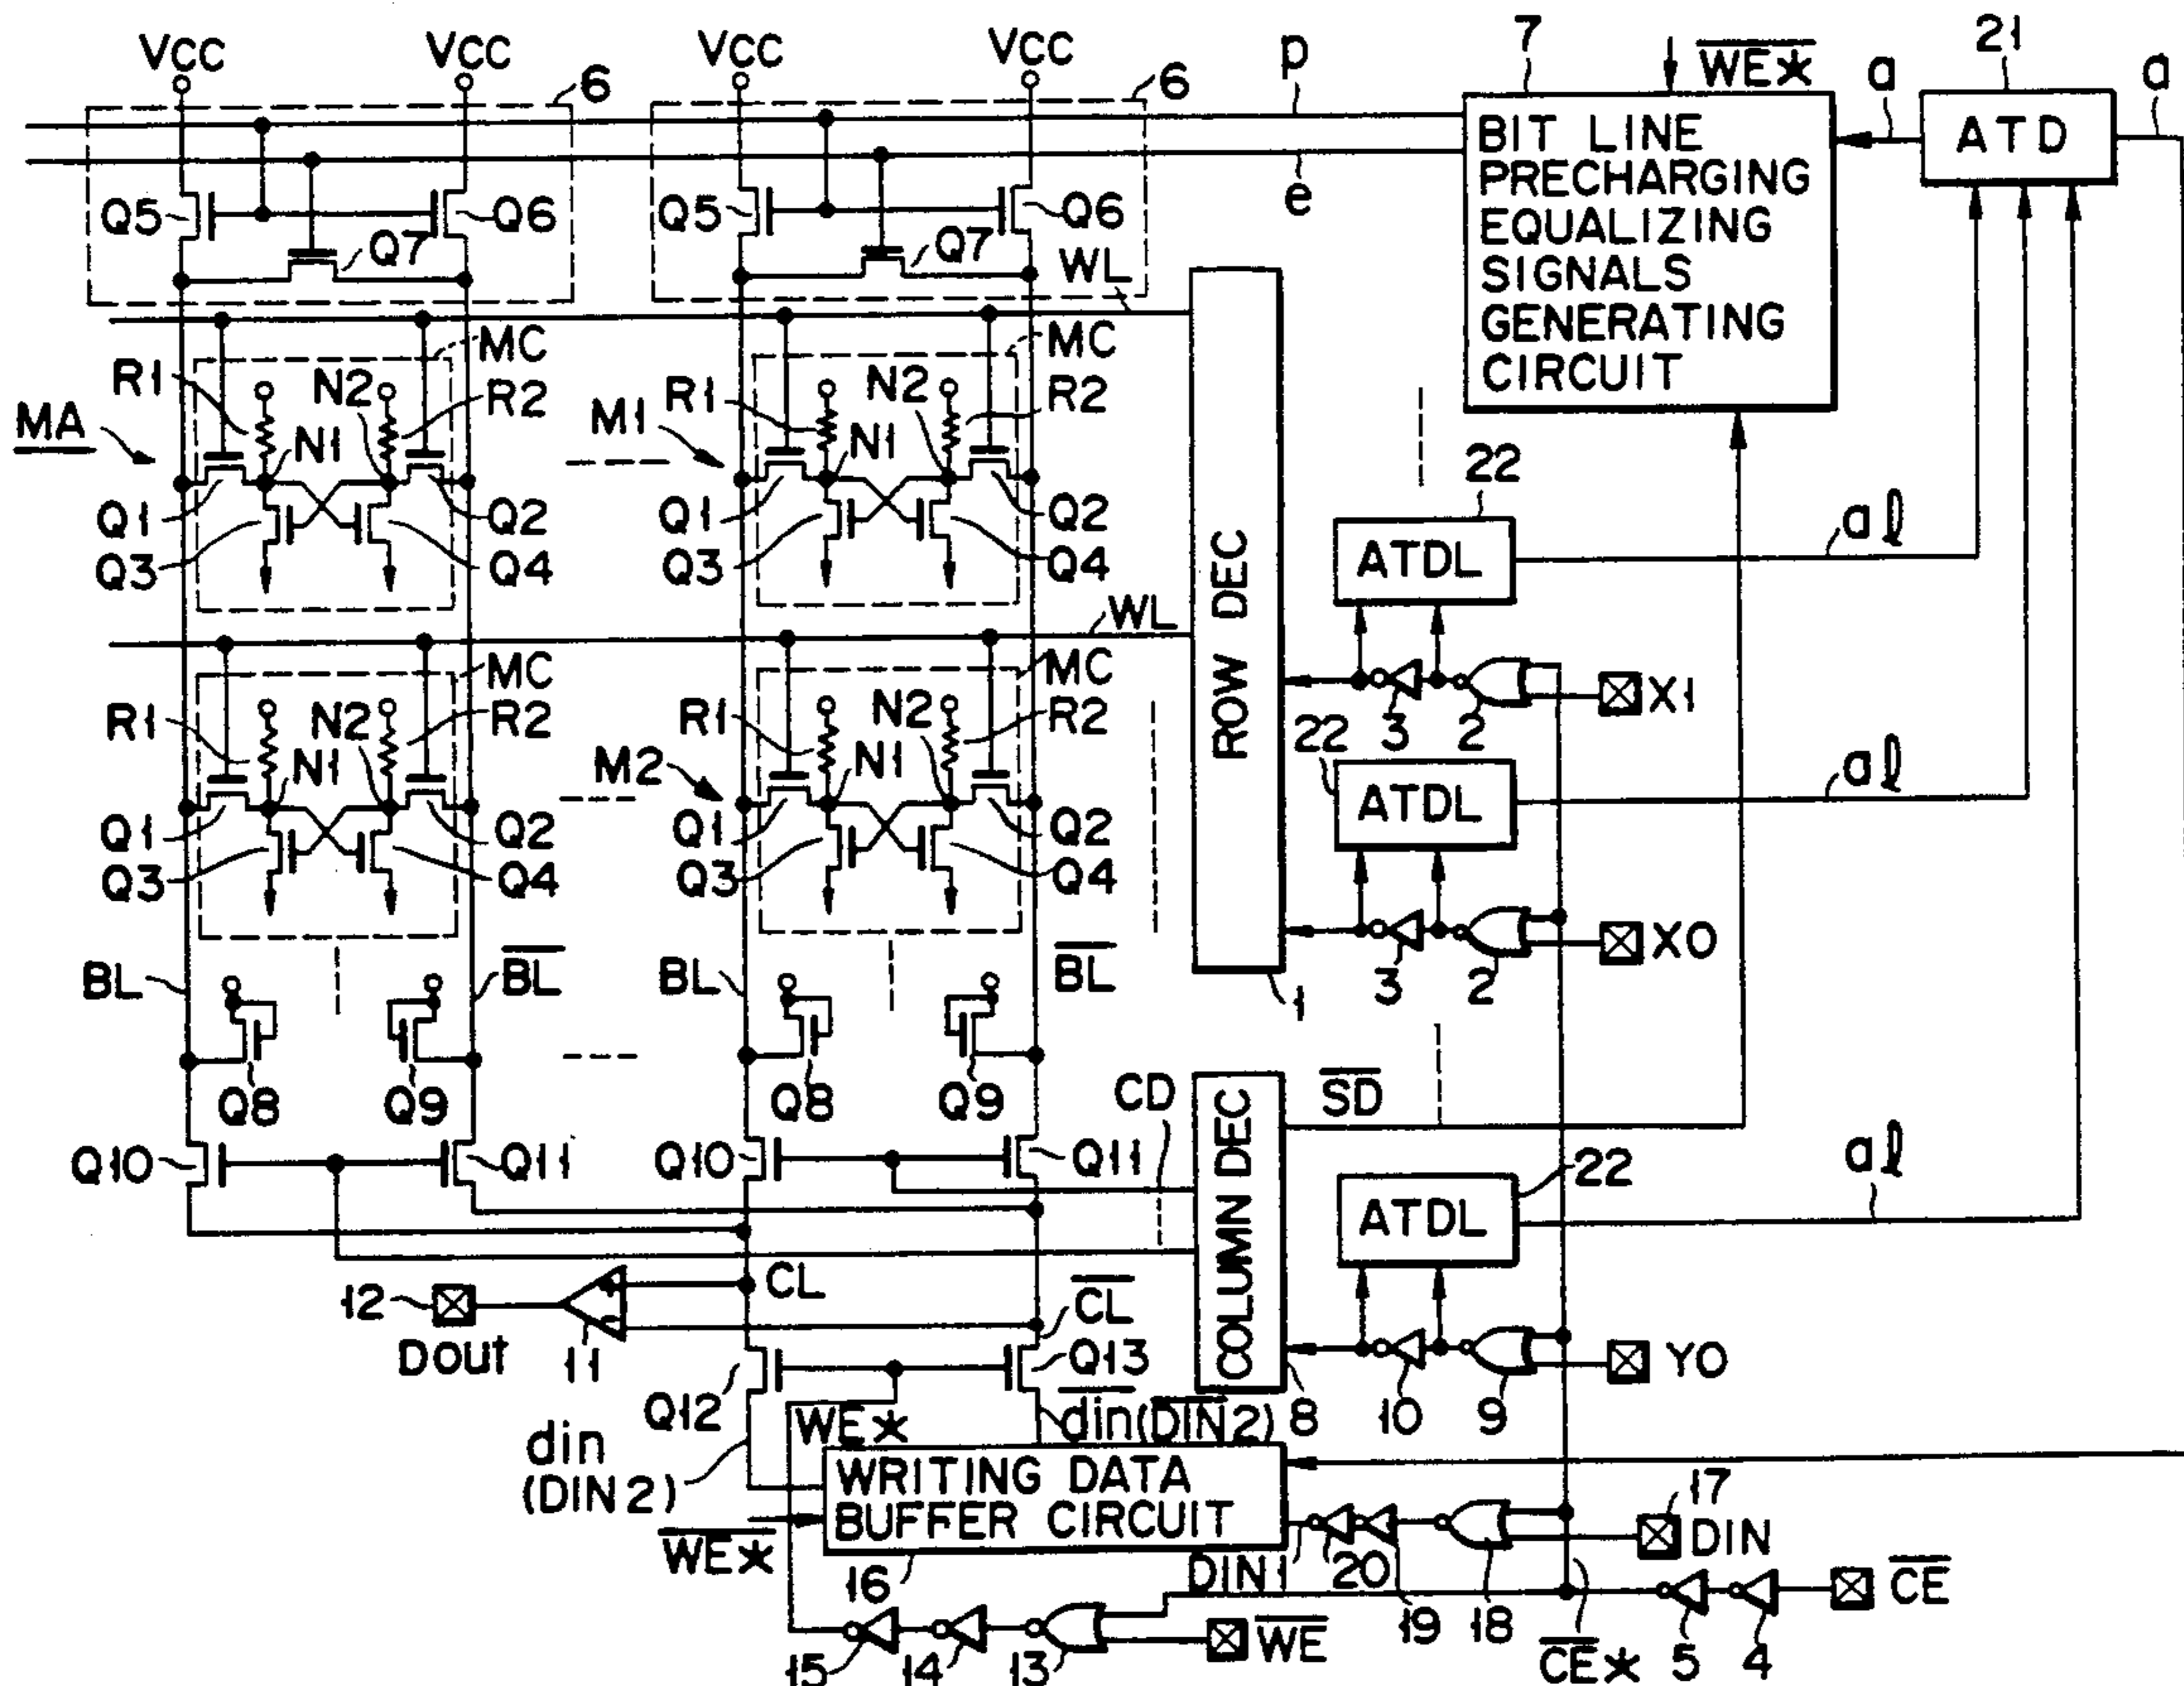 VCC
VCC
VCC
VCC
6
6
p
e
7
WE*
a
21
a
BIT LINE
PRECHARGING
EQUALIZING
SIGNALS
GENERATING
CIRCUIT
ATD
Q5
Q6
Q7
Q5
Q6
Q7
WL
MC
MC
R1
N2
R2
N1
MA
M1
R1
N2
R2
N1
Q1
Q2
Q3
Q4
Q1
Q2
Q3
Q4
ROW DEC
22
ATDL
al
WL
MC
MC
R1
N2
R2
N1
M2
R1
N2
R2
N1
3
2
X1
22
ATDL
al
Q1
Q2
Q3
Q4
Q1
Q2
Q3
Q4
3
2
X0
BL
BL
BL
BL
1
Q8
Q9
Q8
Q9
CD
SD
COLUMN DEC
Q10
Q11
Q10
Q11
22
ATDL
al
12
Dout
11
CL
CL
Q12
Q13
8
10
9
Y0
din
(DIN2)
WE*
din(DIN2)
WRITING DATA
BUFFER CIRCUIT
WE*
16
DIN1
20
19
18
17
DIN
15
14
13
WE
CE*
5
4
CE